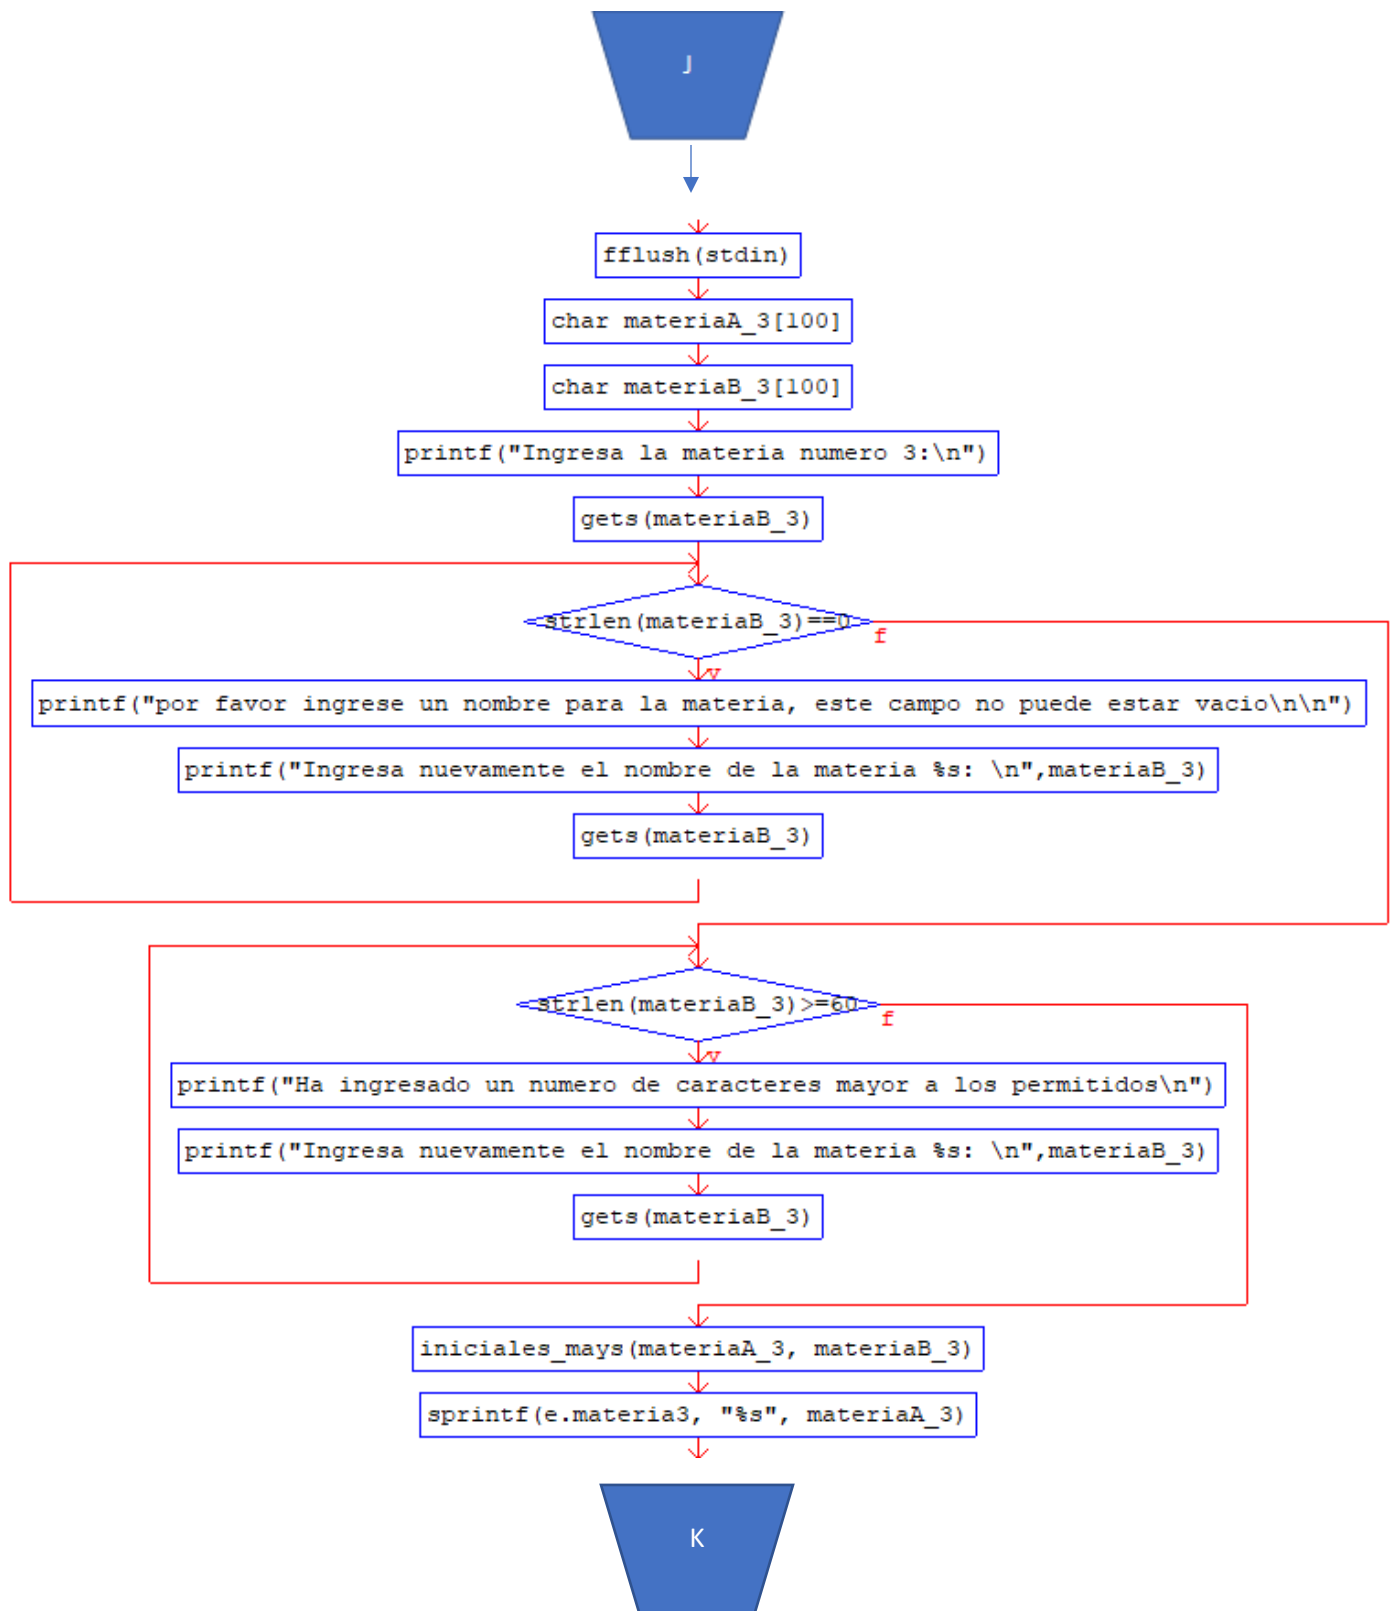 J
fflush(stdin)
char materiaA_3[100]
char materiaB_3[100]
printf("Ingresa la materia numero 3:\n")
gets(materiaB_3)
strlen(materiaB_3)==0
f
v
printf("por favor ingrese un nombre para la materia, este campo no puede estar vacio\n\n")
printf("Ingresa nuevamente el nombre de la materia %s: \n",materiaB_3)
gets(materiaB_3)
strlen(materiaB_3)>=60
f
v
printf("Ha ingresado un numero de caracteres mayor a los permitidos\n")
printf("Ingresa nuevamente el nombre de la materia %s: \n",materiaB_3)
gets(materiaB_3)
iniciales_mays(materiaA_3, materiaB_3)
sprintf(e.materia3, "%s", materiaA_3)
K